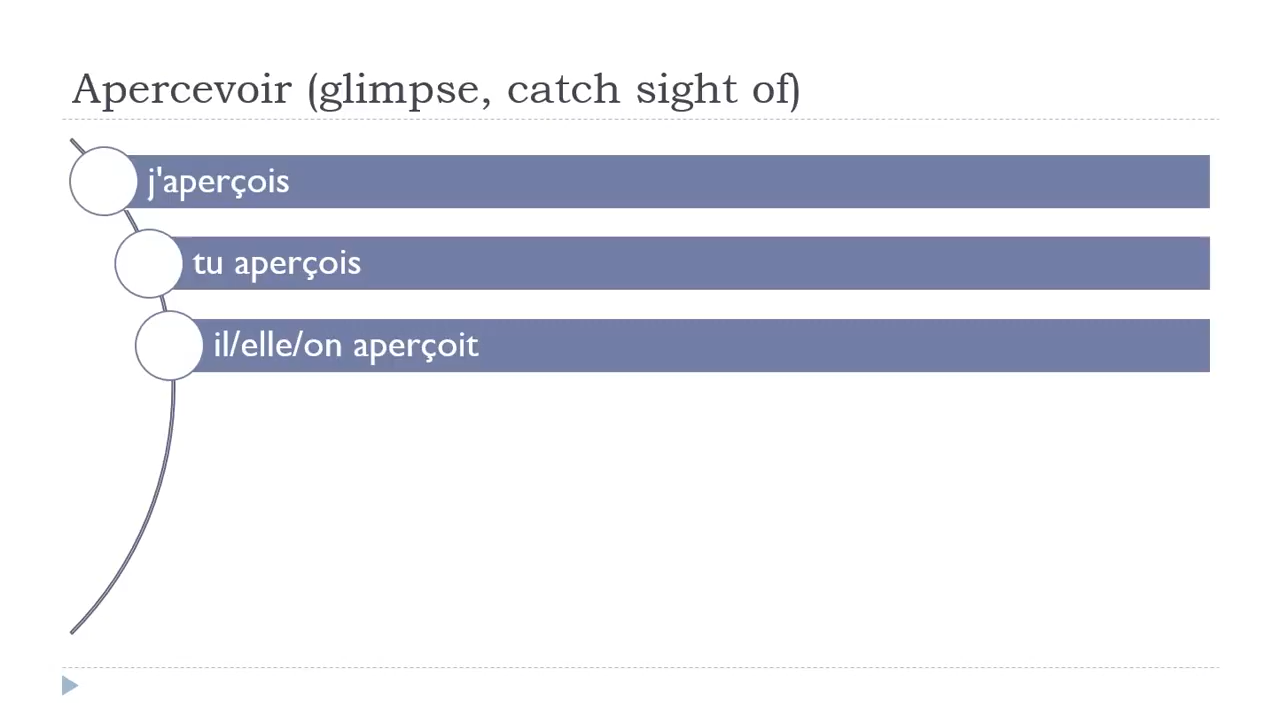 Apercevoir (glimpse, catch sight of)
j'aperçois
tu aperçois
il/elle/on aperçoit